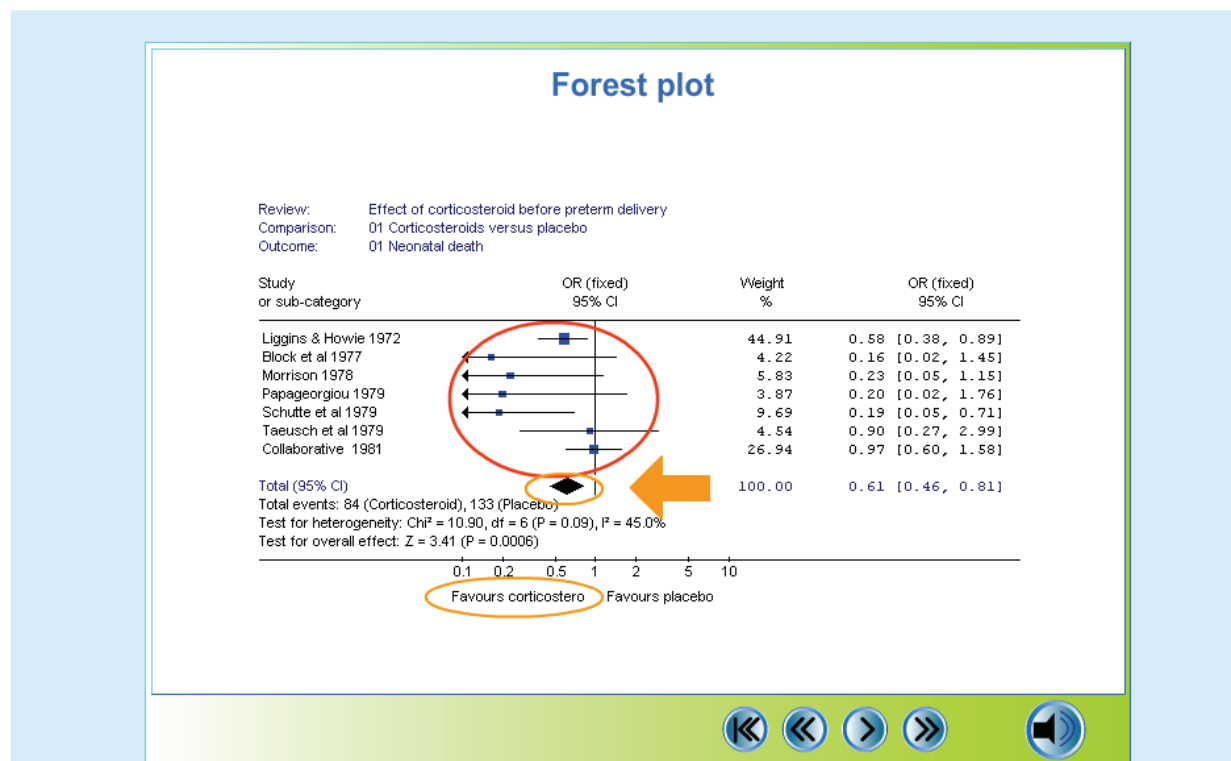 Forest plot
Review: Effect of corticosteroid before preterm delivery
Comparison: 01 Corticosteroids versus placebo
Outcome: 01 Neonatal death
Study OR (fixed) Weight OR (fixed)
or sub-category 95% CI % 95% CI
Liggins & Howie 1972 44.91 0.58 [0.38, 0.89]
Block et al 1977 4.22 0.16 [0.02, 1.45]
Morrison 1978 5.83 0.23 [0.05, 1.15]
Papageorgiou 1979 3.87 0.20 [0.02, 1.76]
Schutte et al 1979 9.69 0.19 [0.05, 0.71]
Taeusch et al 1979 4.54 0.90 [0.27, 2.99]
Collaborative 1981 26.94 0.97 [0.60, 1.58]
Total (95% CI) 100.00 0.61 [0.46, 0.81]
Total events: 84 (Corticosteroid), 133 (Placebo)
Test for heterogeneity: Chi² = 10.90, df = 6 (P = 0.09), I² = 45.0%
Test for overall effect: Z = 3.41 (P = 0.0006)
0.1 0.2 0.5 1 2 5 10
Favours corticostero Favours placebo